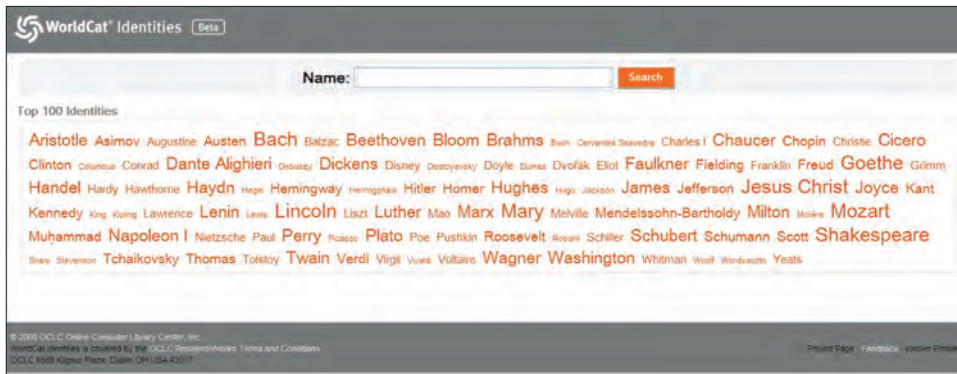 WorldCat® Identities Beta
Name: Search
Top 100 Identities
Aristotle Asimov Augustine Austen Bach Balzac Beethoven Bloom Brahms Bush Cervantes Saavedra Charles I Chaucer Chopin Christie Cicero
Clinton Columbus Conrad Dante Alighieri Debussy Dickens Disney Dostoyevsky Doyle Dumas Dvořák Eliot Faulkner Fielding Franklin Freud Goethe Grimm
Handel Hardy Hawthorne Haydn Hegel Hemingway Hitler Homer Hughes Hugo Jackson James Jefferson Jesus Christ Joyce Kant
Kennedy King Kipling Lawrence Lenin Lewis Lincoln Liszt Luther Mao Marx Mary Melville Mendelssohn-Bartholdy Milton Molière Mozart
Muḥammad Napoleon I Nietzsche Paul Perry Picasso Plato Poe Pushkin Roosevelt Rossini Schiller Schubert Schumann Scott Shakespeare
Shaw Stevenson Tchaikovsky Thomas Tolstoy Twain Verdi Virgil Vivaldi Voltaire Wagner Washington Whitman Woolf Wordsworth Yeats
OCLC Online Computer Library Center, Inc.
WorldCat Identities is covered by the OCLC ResearchWorks Terms and Conditions Project Page Feedback Known
OCLC 6565 Kilgour Place, Dublin OH USA 43017